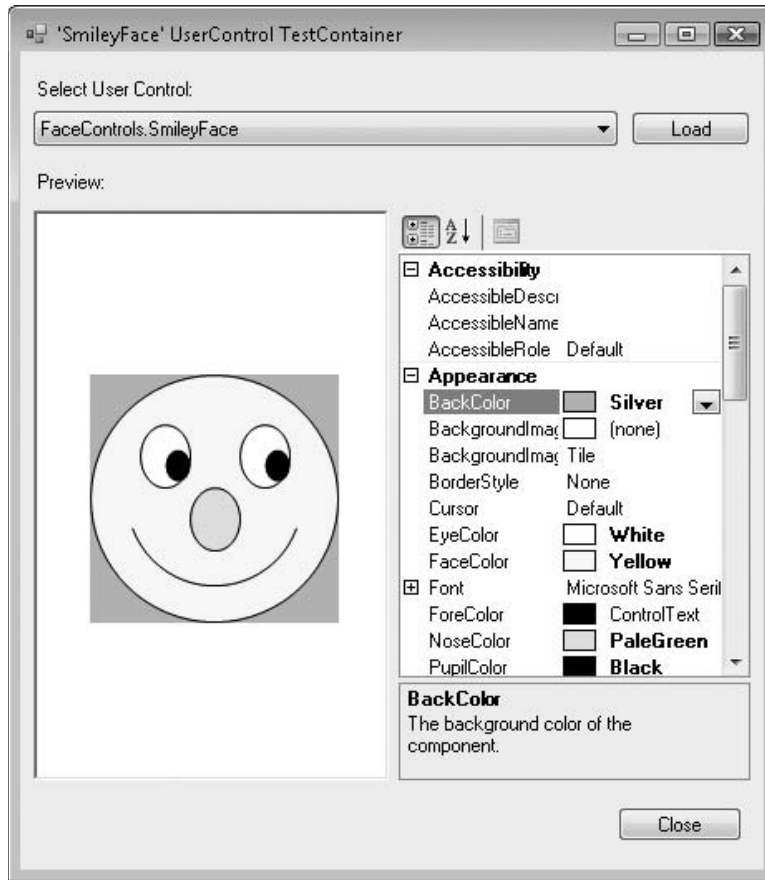 'SmileyFace' UserControl TestContainer
Select User Control:
FaceControls.SmileyFace
Load
Preview:
A
Z
Accessibility
AccessibleDescr
AccessibleName
AccessibleRole Default
Appearance
BackColor Silver
BackgroundImag (none)
BackgroundImag Tile
BorderStyle None
Cursor Default
EyeColor White
FaceColor Yellow
Font Microsoft Sans Serif
ForeColor ControlText
NoseColor PaleGreen
PupilColor Black
BackColor
The background color of the
component.
Close